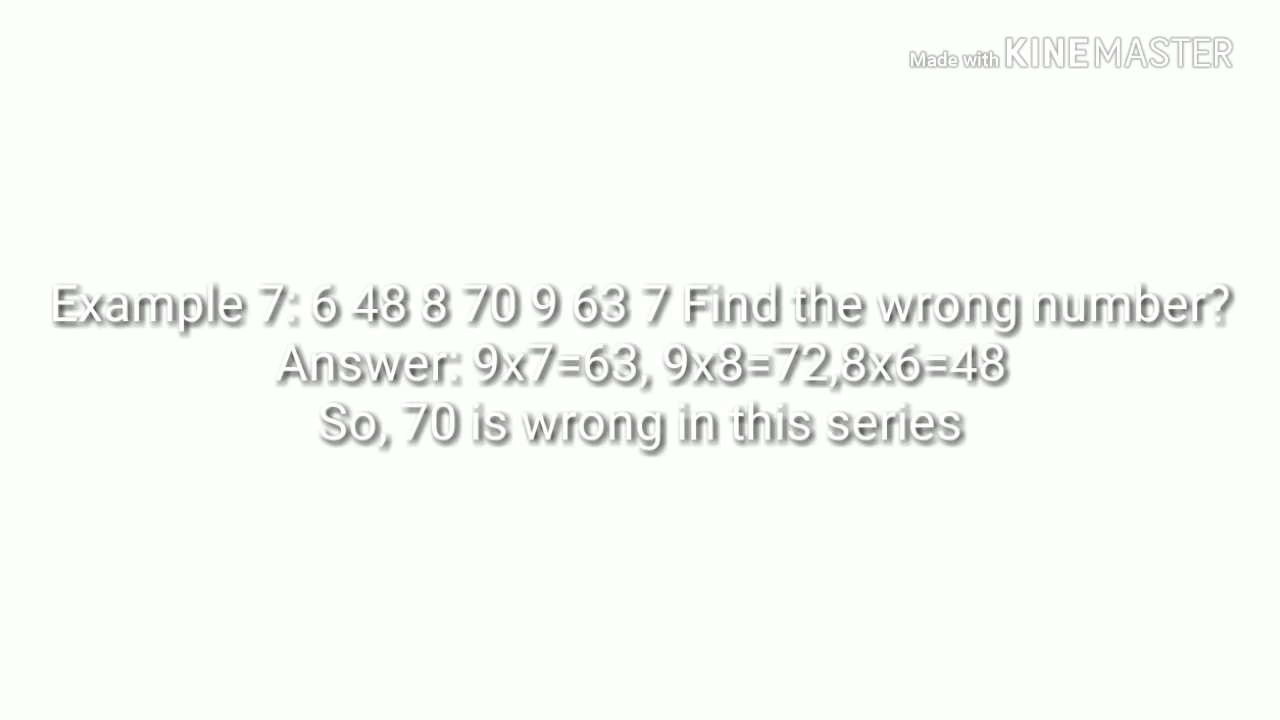 Made with KINEMASTER
Example 7: 6 48 8 70 9 63 7 Find the wrong number?
Answer: 9x7=63, 9x8=72,8x6=48
So, 70 is wrong in this series